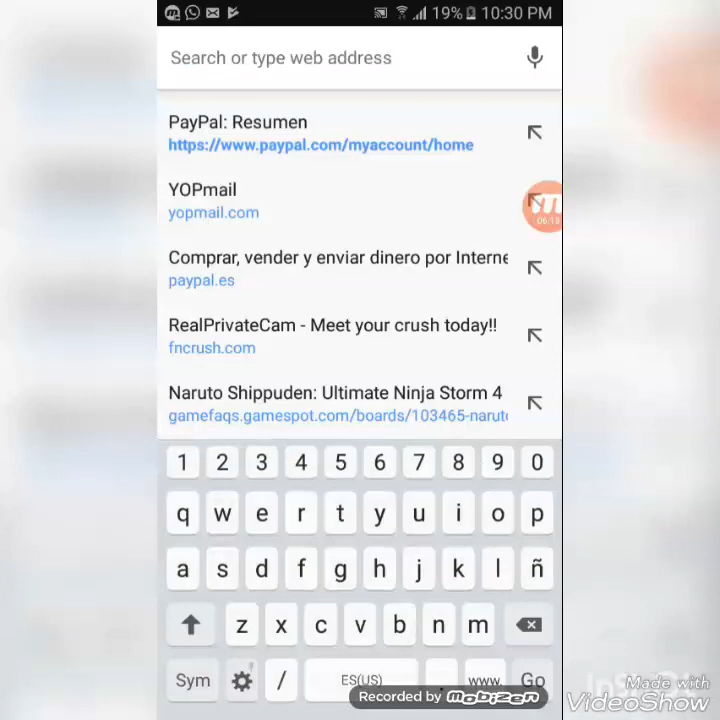 19% 10:30 PM
Search or type web address
PayPal: Resumen
https://www.paypal.com/myaccount/home
YOPmail
yopmail.com
06:18
Comprar, vender y enviar dinero por Interne
paypal.es
RealPrivateCam - Meet your crush today!!
fncrush.com
Naruto Shippuden: Ultimate Ninja Storm 4
gamefaqs.gamespot.com/boards/103465-naruto
1 2 3 4 5 6 7 8 9 0
q w e r t y u i o p
a s d f g h j k l ñ
z x c v b n m
Sym / ES(US) . www. Go
Recorded by mobizen
Made with
VideoShow